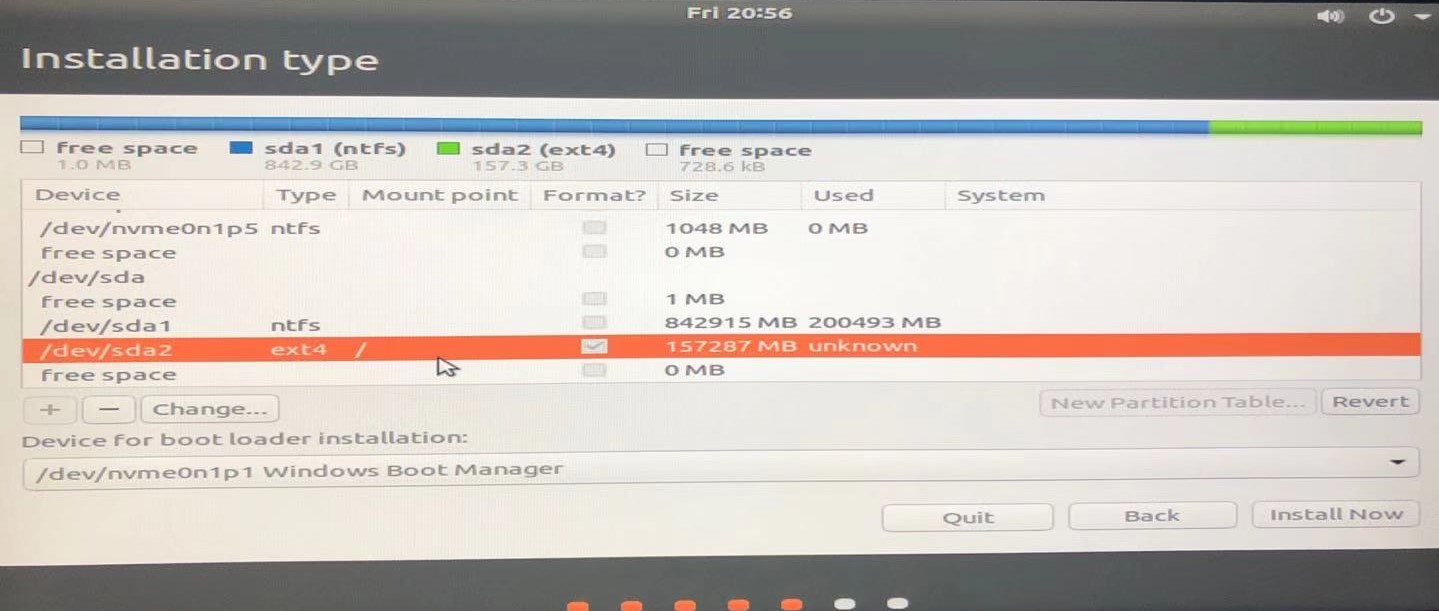 Fri 20:56
Installation type
free space sda1 (ntfs) sda2 (ext4) free space
1.0 MB 842.9 GB 157.3 GB 728.6 kB
Device Type Mount point Format? Size Used System
/dev/nvme0n1p5 ntfs 1048 MB 0 MB
free space 0 MB
/dev/sda
free space 1 MB
/dev/sda1 ntfs 842915 MB 200493 MB
/dev/sda2 ext4 / 157287 MB unknown
free space 0 MB
+ − Change... New Partition Table... Revert
Device for boot loader installation:
/dev/nvme0n1p1 Windows Boot Manager
Quit Back Install Now